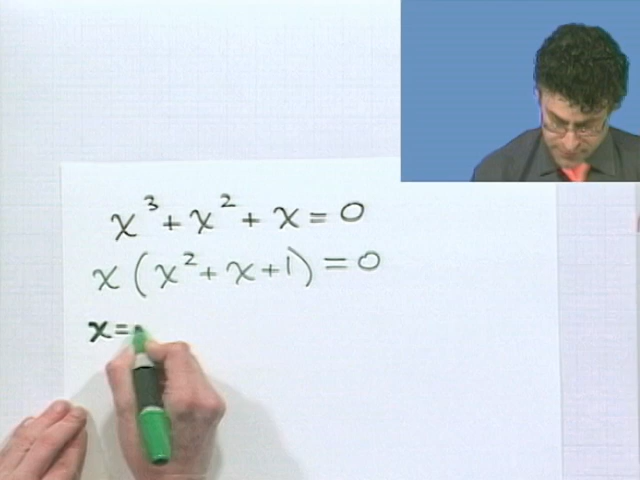 x³ + x² + x = 0
x (x² + x + 1) = 0
x =